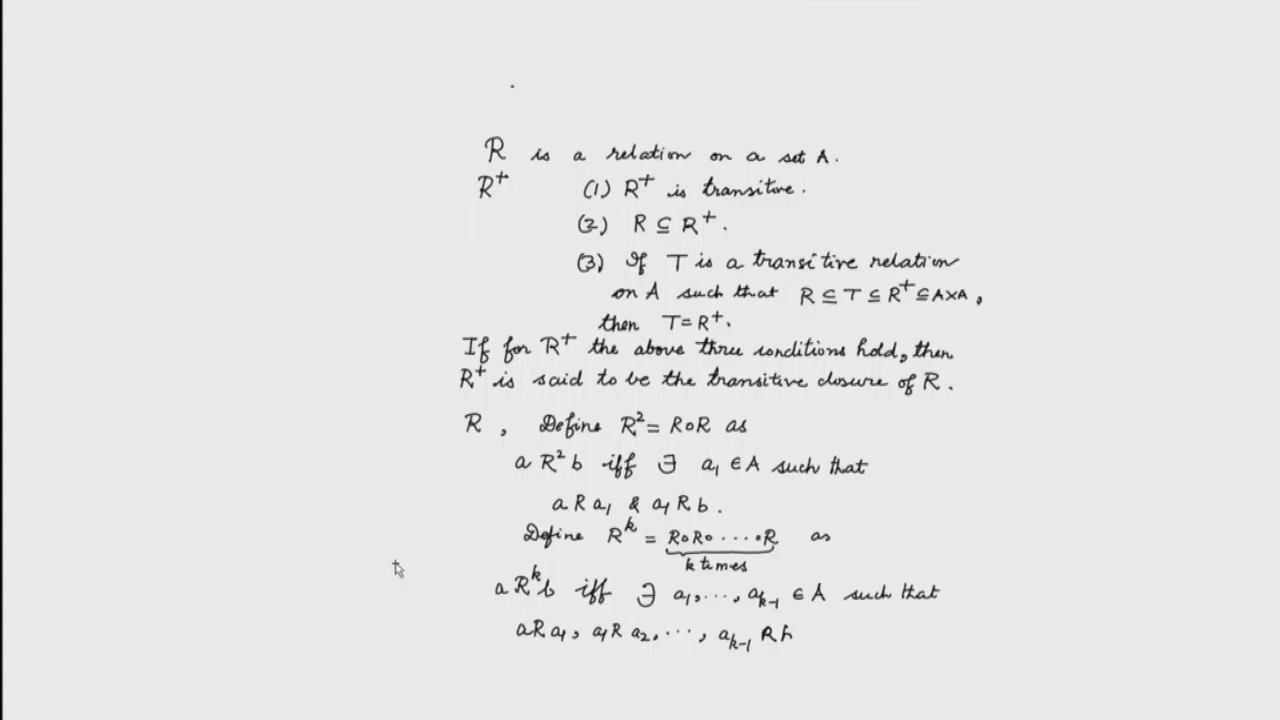 R is a relation on a set A.
R⁺ (1) R⁺ is transitive.
(2) R ⊆ R⁺.
(3) If T is a transitive relation
on A such that R ⊆ T ⊆ R⁺ ⊆ A×A,
then T = R⁺.
If for R⁺ the above three conditions hold, then
R⁺ is said to be the transitive closure of R.
R, Define R² = R∘R as
a R² b iff ∃ a₁ ∈ A such that
a R a₁ & a₁ R b.
Define Rᵏ = R∘R∘⋯∘R as
k times
a Rᵏ b iff ∃ a₁, ⋯, aₖ₋₁ ∈ A such that
a R a₁, a₁ R a₂, ⋯, aₖ₋₁ R b